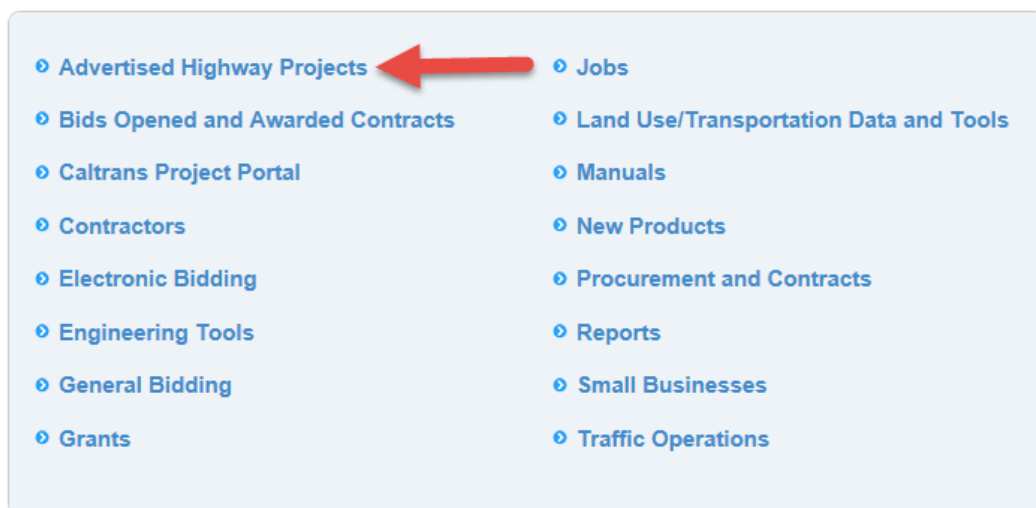 Advertised Highway Projects
Bids Opened and Awarded Contracts
Caltrans Project Portal
Contractors
Electronic Bidding
Engineering Tools
General Bidding
Grants
Jobs
Land Use/Transportation Data and Tools
Manuals
New Products
Procurement and Contracts
Reports
Small Businesses
Traffic Operations